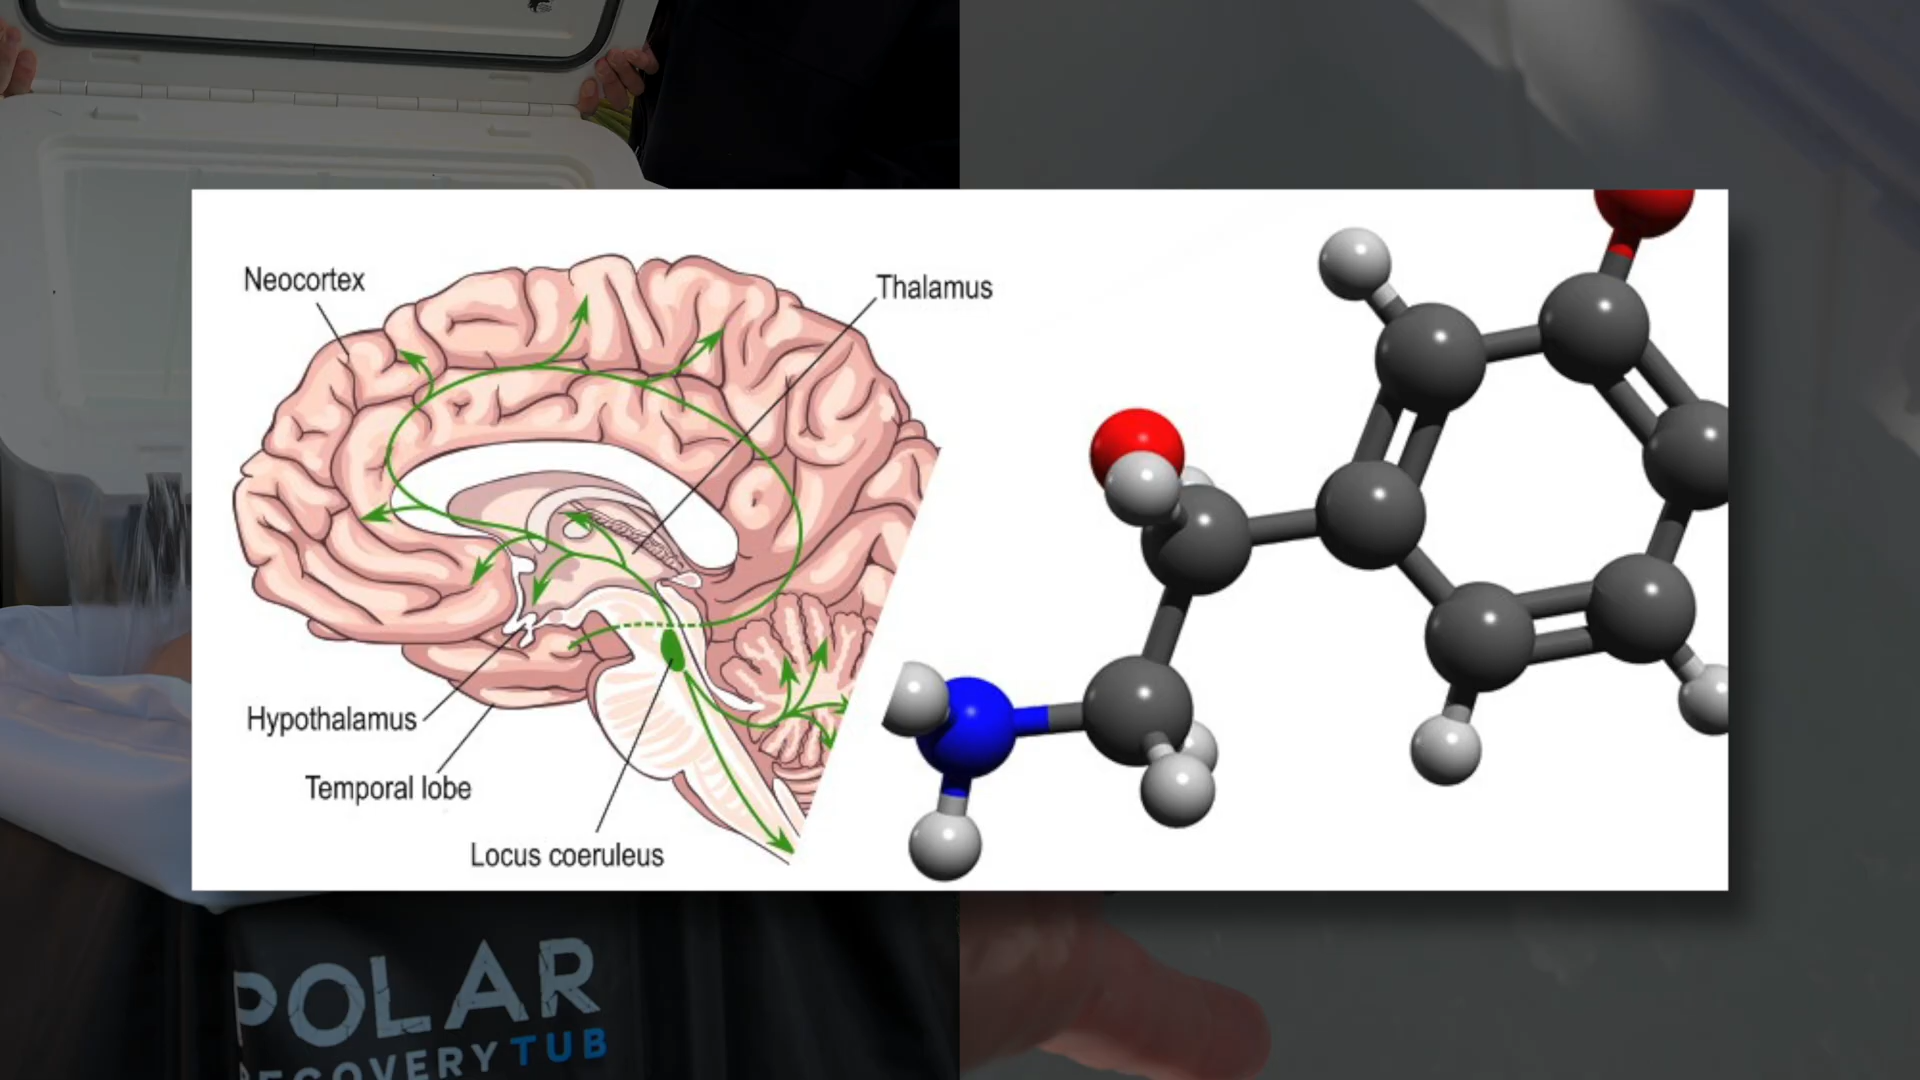 Neocortex
Thalamus
Hypothalamus
Temporal lobe
Locus coeruleus
POLAR
RECOVERY TUB